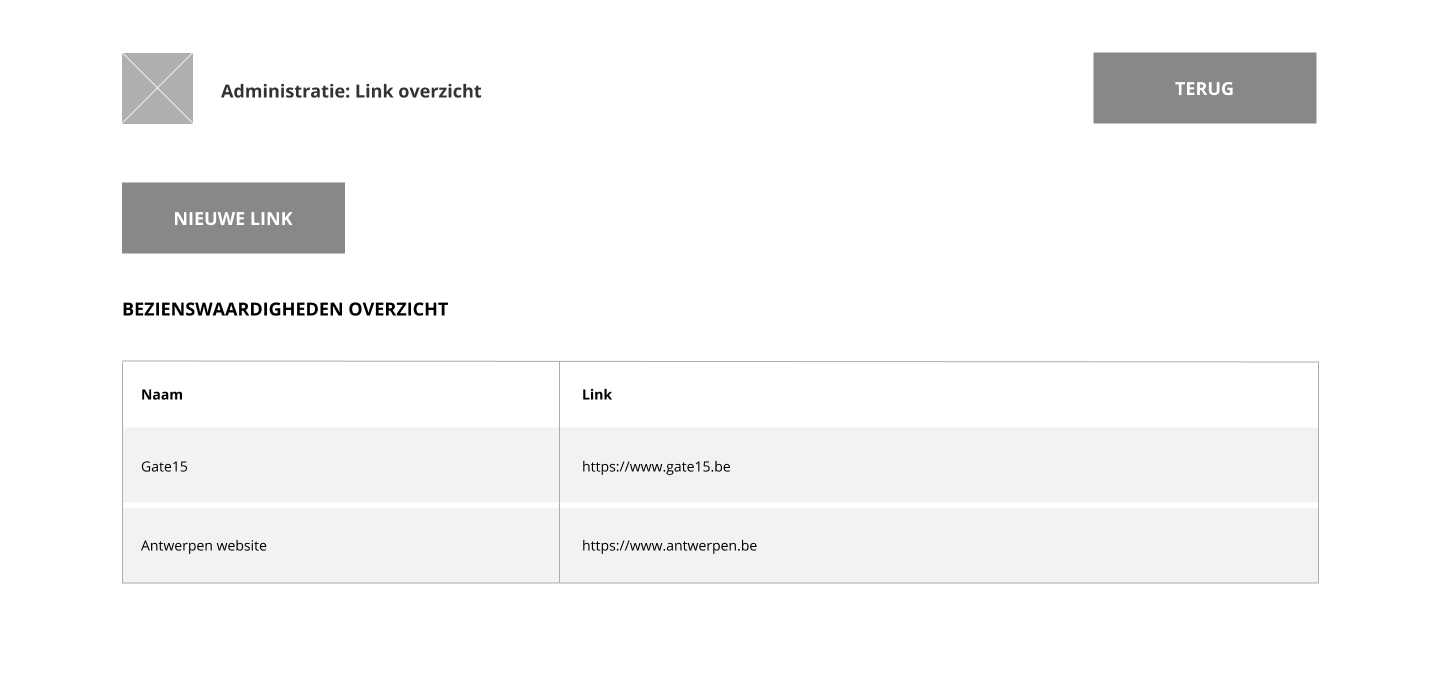 Administratie: Link overzicht
TERUG
NIEUWE LINK
BEZIENSWAARDIGHEDEN OVERZICHT
Naam Link
Gate15 https://www.gate15.be
Antwerpen website https://www.antwerpen.be